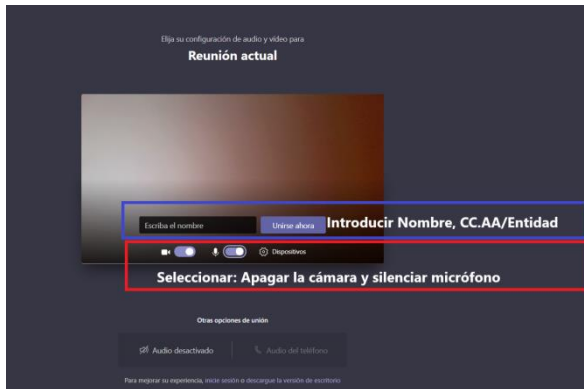 Elija su configuración de audio y vídeo para
Reunión actual
Escriba el nombre Unirse ahora Introducir Nombre, CC.AA/Entidad
Dispositivos
Seleccionar: Apagar la cámara y silenciar micrófono
Otras opciones de unión
Audio desactivado Audio del teléfono
Para mejorar su experiencia, inicie sesión o descargue la versión de escritorio